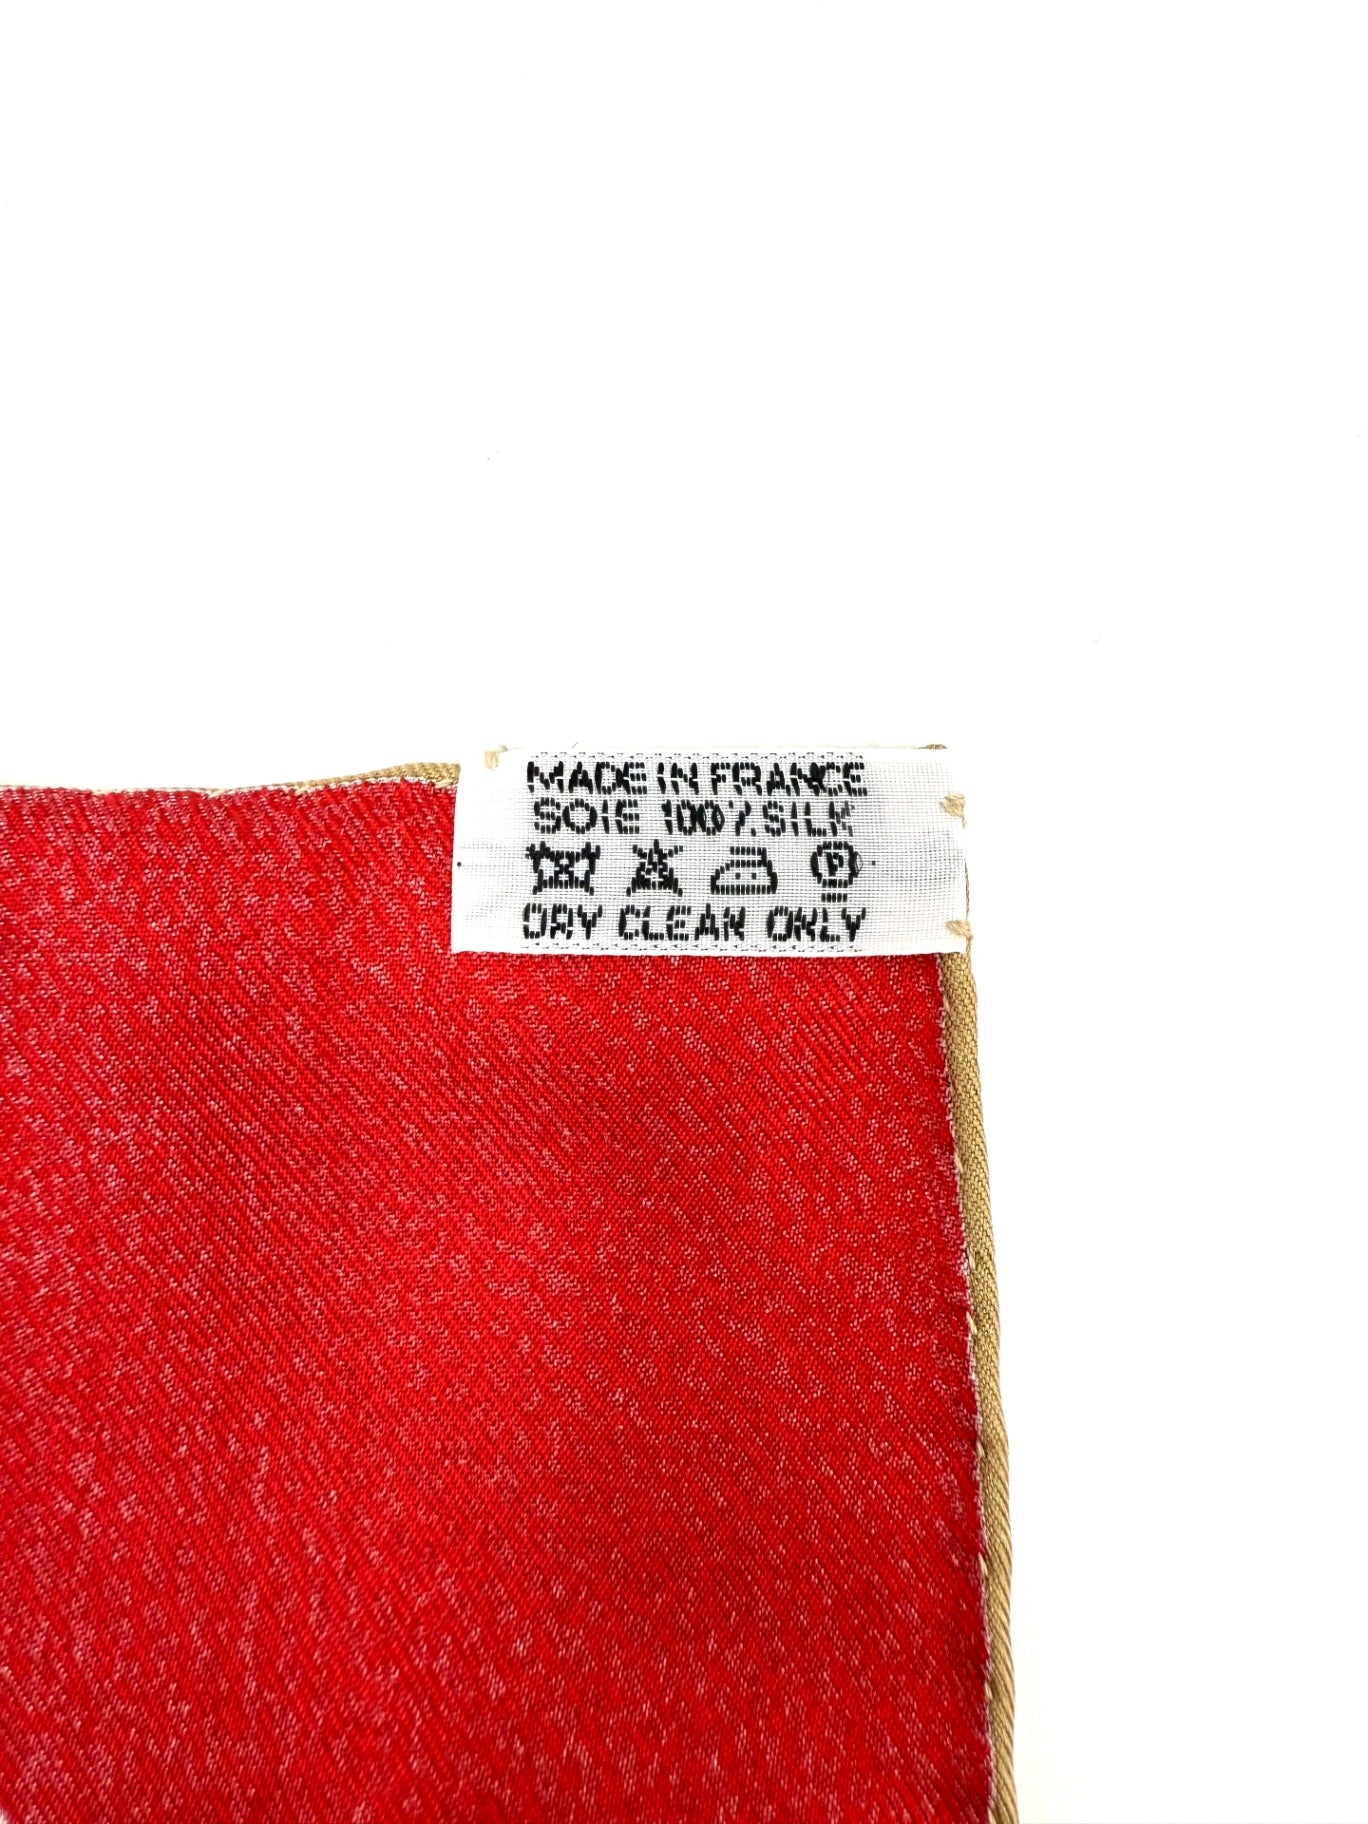 MADE IN FRANCE
SOIE 100% SILK
P
DRY CLEAN ONLY